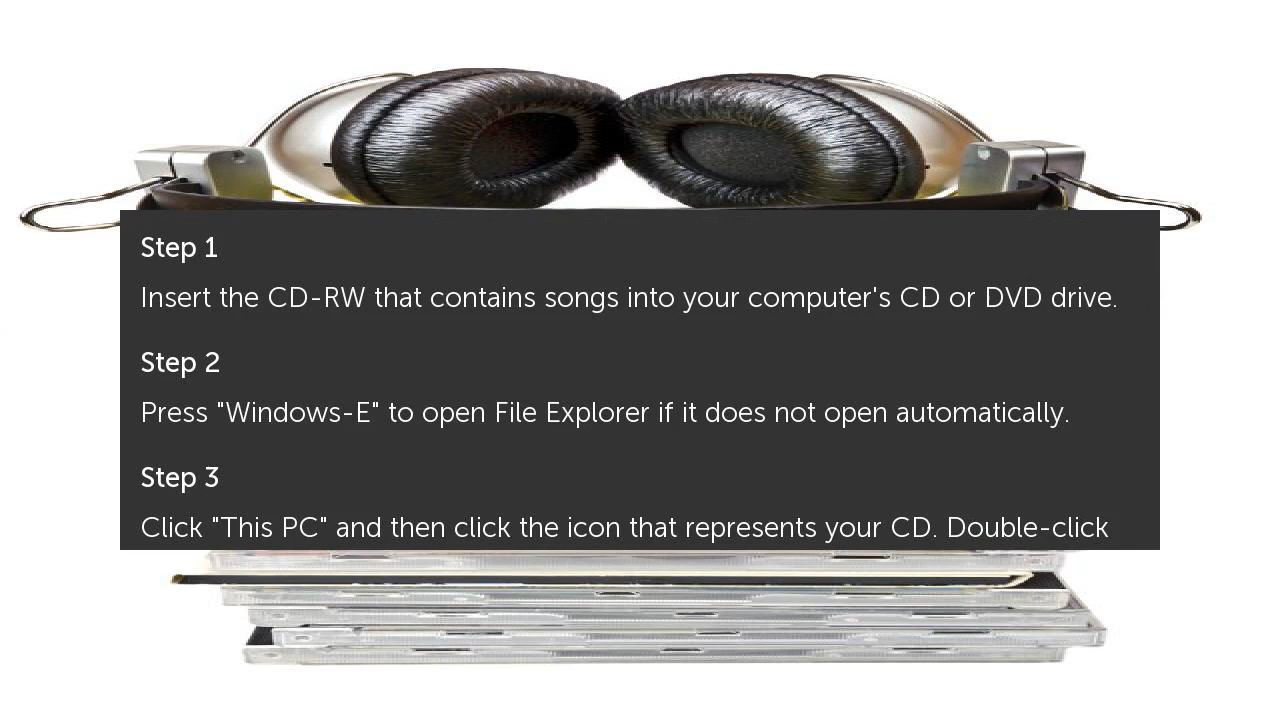 Step 1
Insert the CD-RW that contains songs into your computer's CD or DVD drive.
Step 2
Press "Windows-E" to open File Explorer if it does not open automatically.
Step 3
Click "This PC" and then click the icon that represents your CD. Double-click